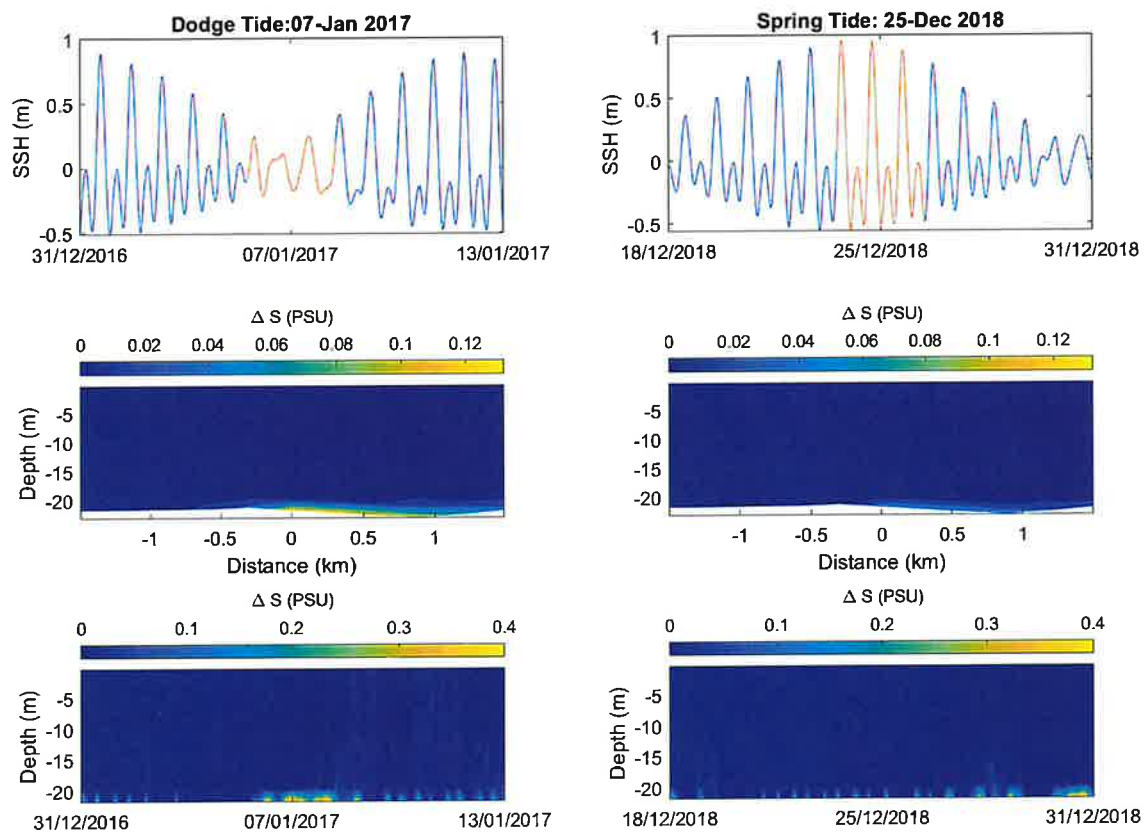 Dodge Tide:07-Jan 2017
1
0.5
0
-0.5
SSH (m)
31/12/2016 07/01/2017 13/01/2017
Spring Tide: 25-Dec 2018
1
0.5
0
-0.5
SSH (m)
18/12/2018 25/12/2018 31/12/2018
Δ S (PSU)
0 0.02 0.04 0.06 0.08 0.1 0.12
-5
-10
-15
-20
Depth (m)
-1 -0.5 0 0.5 1
Distance (km)
Δ S (PSU)
0 0.02 0.04 0.06 0.08 0.1 0.12
-5
-10
-15
-20
Depth (m)
-1 -0.5 0 0.5 1
Distance (km)
Δ S (PSU)
0 0.1 0.2 0.3 0.4
-5
-10
-15
-20
Depth (m)
31/12/2016 07/01/2017 13/01/2017
Δ S (PSU)
0 0.1 0.2 0.3 0.4
-5
-10
-15
-20
Depth (m)
18/12/2018 25/12/2018 31/12/2018